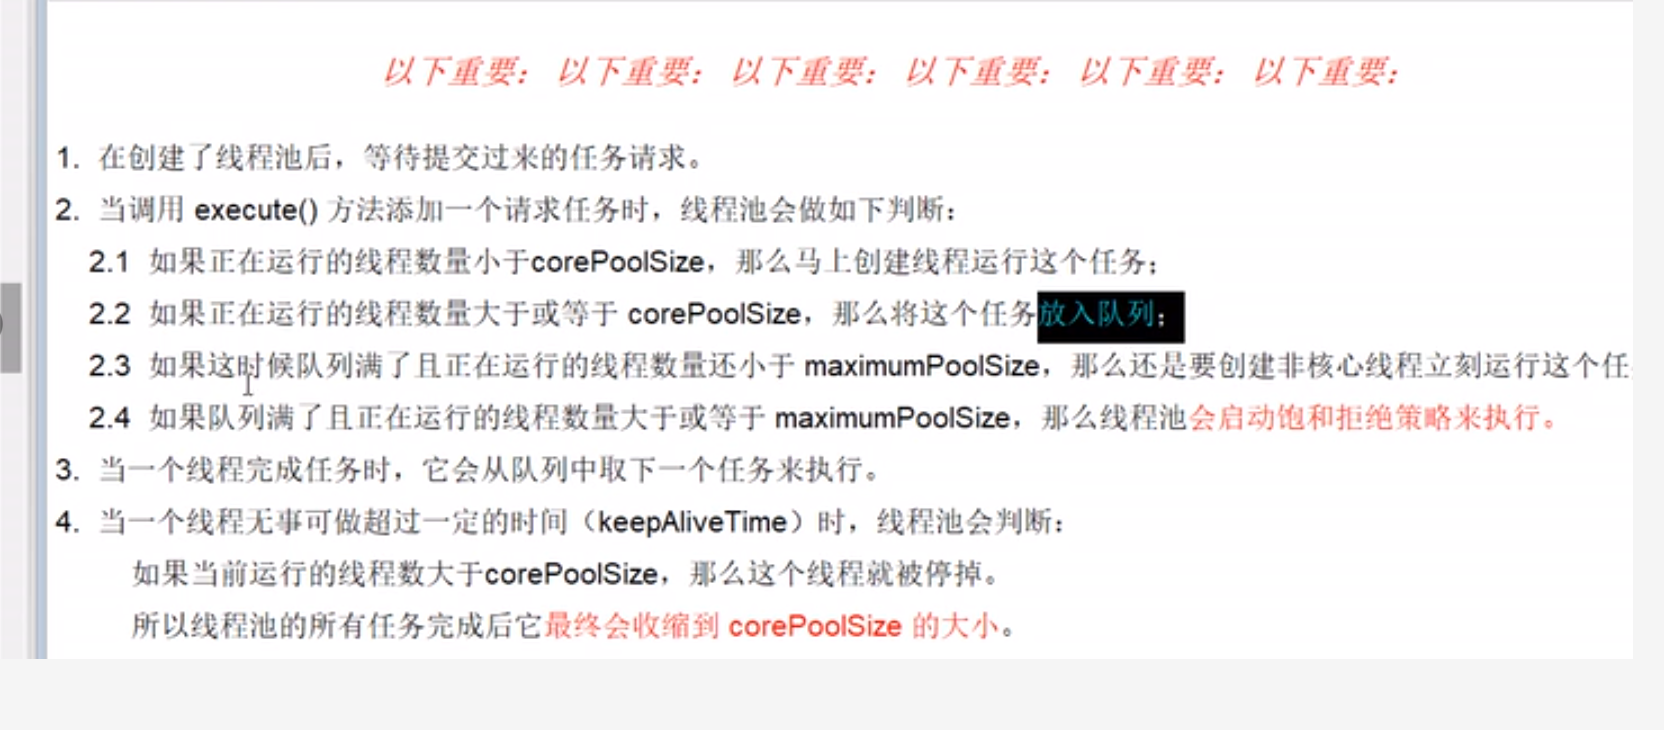 以下重要： 以下重要： 以下重要： 以下重要： 以下重要： 以下重要：
1. 在创建了线程池后，等待提交过来的任务请求。
2. 当调用 execute() 方法添加一个请求任务时，线程池会做如下判断：
2.1 如果正在运行的线程数量小于corePoolSize，那么马上创建线程运行这个任务；
2.2 如果正在运行的线程数量大于或等于 corePoolSize，那么将这个任务放入队列；
2.3 如果这时候队列满了且正在运行的线程数量还小于 maximumPoolSize，那么还是要创建非核心线程立刻运行这个任
2.4 如果队列满了且正在运行的线程数量大于或等于 maximumPoolSize，那么线程池会启动饱和拒绝策略来执行。
3. 当一个线程完成任务时，它会从队列中取下一个任务来执行。
4. 当一个线程无事可做超过一定的时间（keepAliveTime）时，线程池会判断：
如果当前运行的线程数大于corePoolSize，那么这个线程就被停掉。
所以线程池的所有任务完成后它最终会收缩到 corePoolSize 的大小。